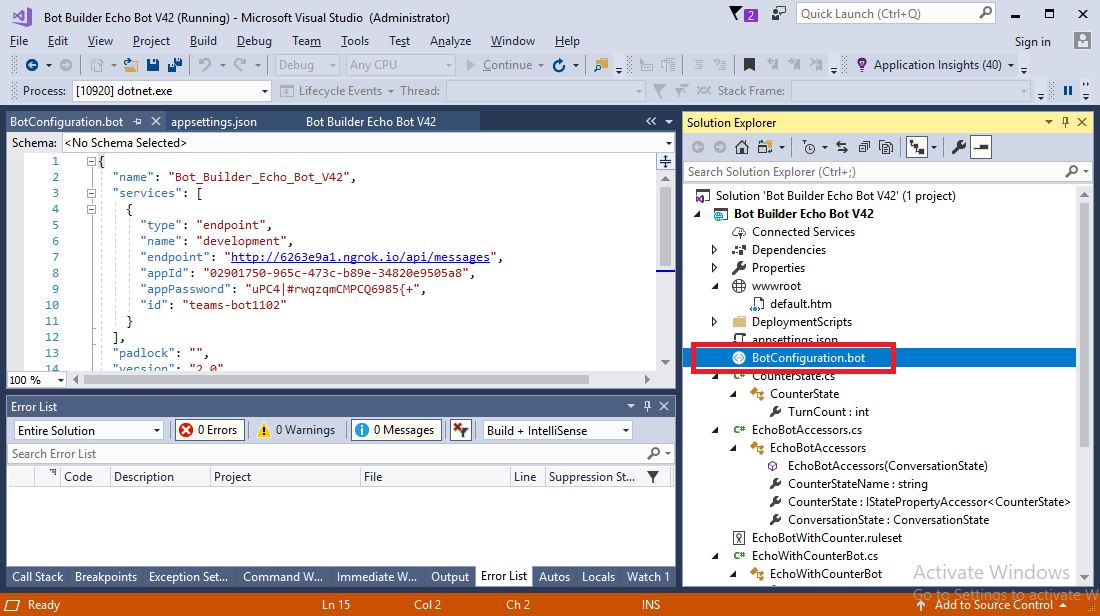 Bot Builder Echo Bot V42 (Running) - Microsoft Visual Studio (Administrator)
2
Quick Launch (Ctrl+Q)
File Edit View Project Build Debug Team Tools Test Analyze Window Help
Sign in
Debug Any CPU Continue Application Insights (40)
Process: [10920] dotnet.exe Lifecycle Events Thread: Stack Frame:
BotConfiguration.bot appsettings.json Bot Builder Echo Bot V42
Schema: <No Schema Selected>
1 {
2 "name": "Bot_Builder_Echo_Bot_V42",
3 "services": [
4 {
5 "type": "endpoint",
6 "name": "development",
7 "endpoint": "http://6263e9a1.ngrok.io/api/messages",
8 "appId": "02901750-965c-473c-b89e-34820e9505a8",
9 "appPassword": "uPC4|#rwqzqmCMPCQ6985{+",
10 "id": "teams-bot1102"
11 }
12 ],
13 "padlock": "",
14 "version": "2.0"
100 %
Error List
Entire Solution 0 Errors 0 Warnings 0 Messages Build + IntelliSense
Search Error List
Code Description Project File Line Suppression St...
Call Stack Breakpoints Exception Set... Command W... Immediate W... Output Error List Autos Locals Watch 1
Solution Explorer
Search Solution Explorer (Ctrl+;)
Solution 'Bot Builder Echo Bot V42' (1 project)
Bot Builder Echo Bot V42
Connected Services
Dependencies
Properties
wwwroot
default.htm
DeploymentScripts
appsettings.json
BotConfiguration.bot
C# CounterState.cs
CounterState
TurnCount : int
C# EchoBotAccessors.cs
EchoBotAccessors
EchoBotAccessors(ConversationState)
CounterStateName : string
CounterState : IStatePropertyAccessor<CounterState>
ConversationState : ConversationState
EchoBotWithCounter.ruleset
C# EchoWithCounterBot.cs
EchoWithCounterBot
Activate Windows
Go to Settings to activate W
Ready Ln 15 Col 2 Ch 2 INS Add to Source Control